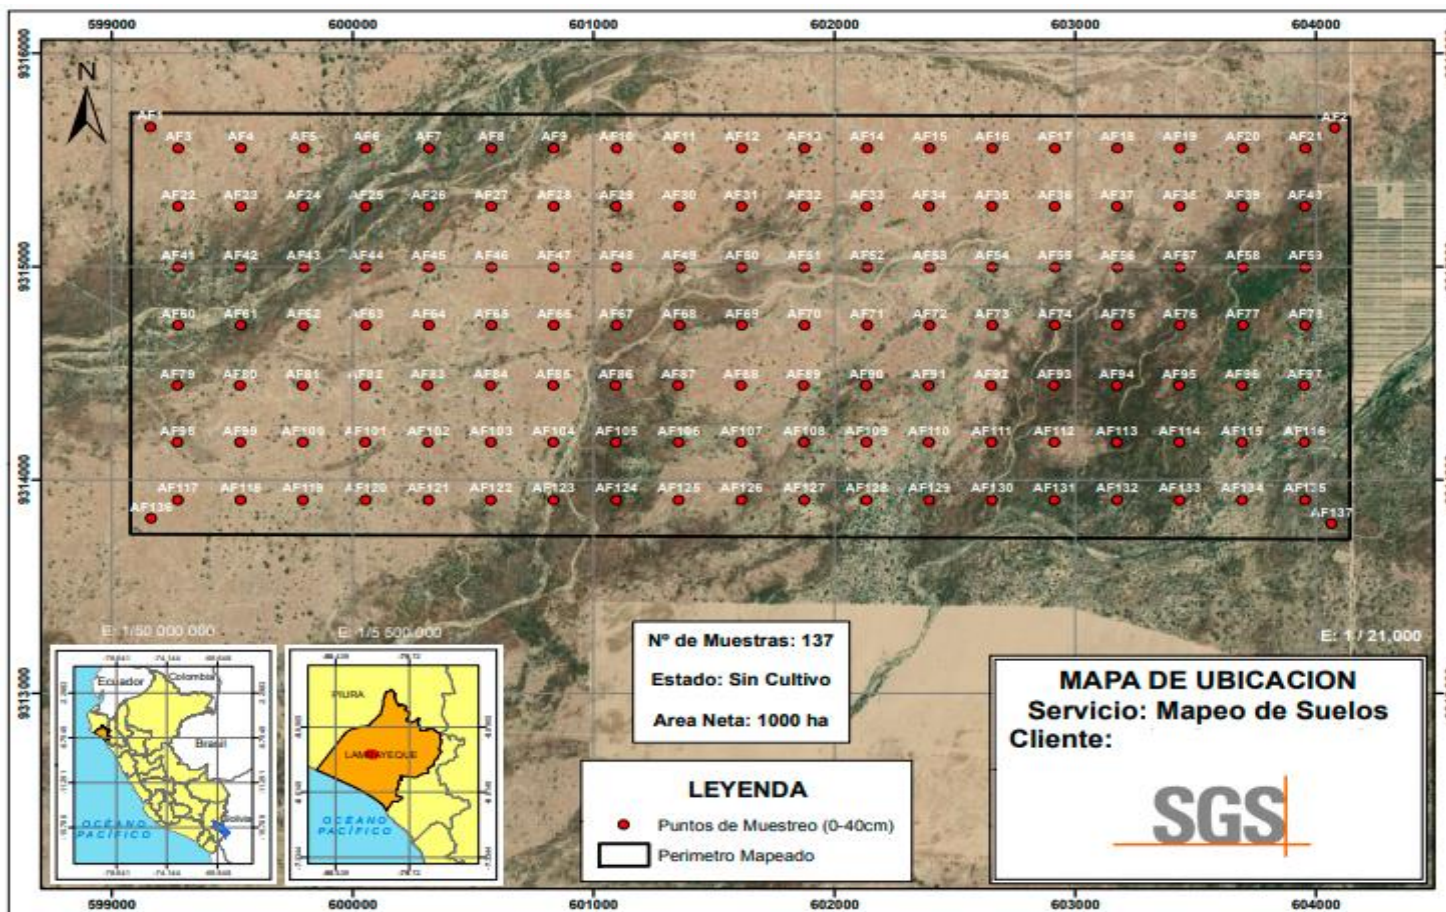 599000 600000 601000 602000 603000 604000
9316000
N
AF1 AF2
AF3 AF4 AF5 AF6 AF7 AF8 AF9 AF10 AF11 AF12 AF13 AF14 AF15 AF16 AF17 AF18 AF19 AF20 AF21
AF22 AF23 AF24 AF25 AF26 AF27 AF28 AF29 AF30 AF31 AF32 AF33 AF34 AF35 AF36 AF37 AF38 AF39 AF40
9315000
AF41 AF42 AF43 AF44 AF45 AF46 AF47 AF48 AF49 AF50 AF51 AF52 AF53 AF54 AF55 AF56 AF57 AF58 AF59
AF60 AF61 AF62 AF63 AF64 AF65 AF66 AF67 AF68 AF69 AF70 AF71 AF72 AF73 AF74 AF75 AF76 AF77 AF78
AF79 AF80 AF81 AF82 AF83 AF84 AF85 AF86 AF87 AF88 AF89 AF90 AF91 AF92 AF93 AF94 AF95 AF96 AF97
AF98 AF99 AF100 AF101 AF102 AF103 AF104 AF105 AF106 AF107 AF108 AF109 AF110 AF111 AF112 AF113 AF114 AF115 AF116
9314000
AF117 AF118 AF119 AF120 AF121 AF122 AF123 AF124 AF125 AF126 AF127 AF128 AF129 AF130 AF131 AF132 AF133 AF134 AF135
AF136 AF137
9313000
E: 1/50 000 000
Ecuador
Colombia
Brasil
Bolivia
OCÉANO
PACÍFICO
E: 1/5 500 000
PIURA
LAMBAYEQUE
OCÉANO
PACÍFICO
Nº de Muestras: 137
Estado: Sin Cultivo
Area Neta: 1000 ha
LEYENDA
Puntos de Muestreo (0-40cm)
Perimetro Mapeado
E: 1 / 21,000
MAPA DE UBICACION
Servicio: Mapeo de Suelos
Cliente:
SGS
599000 600000 601000 602000 603000 604000